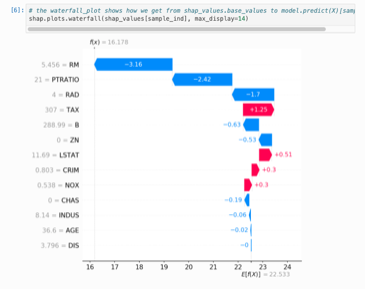 [6]: # the waterfall_plot shows how we get from shap_values.base_values to model.predict(X)[sam
shap.plots.waterfall(shap_values[sample_ind], max_display=14)
f(x) = 16.178
5.456 = RM −3.16
21 = PTRATIO −2.42
4 = RAD −1.7
307 = TAX +1.25
288.99 = B −0.63
0 = ZN −0.53
11.69 = LSTAT +0.51
0.803 = CRIM +0.3
0.538 = NOX +0.3
0 = CHAS −0.19
8.14 = INDUS −0.06
36.6 = AGE −0.02
3.796 = DIS −0
16 17 18 19 20 21 22 23 24
E[f(X)] = 22.533